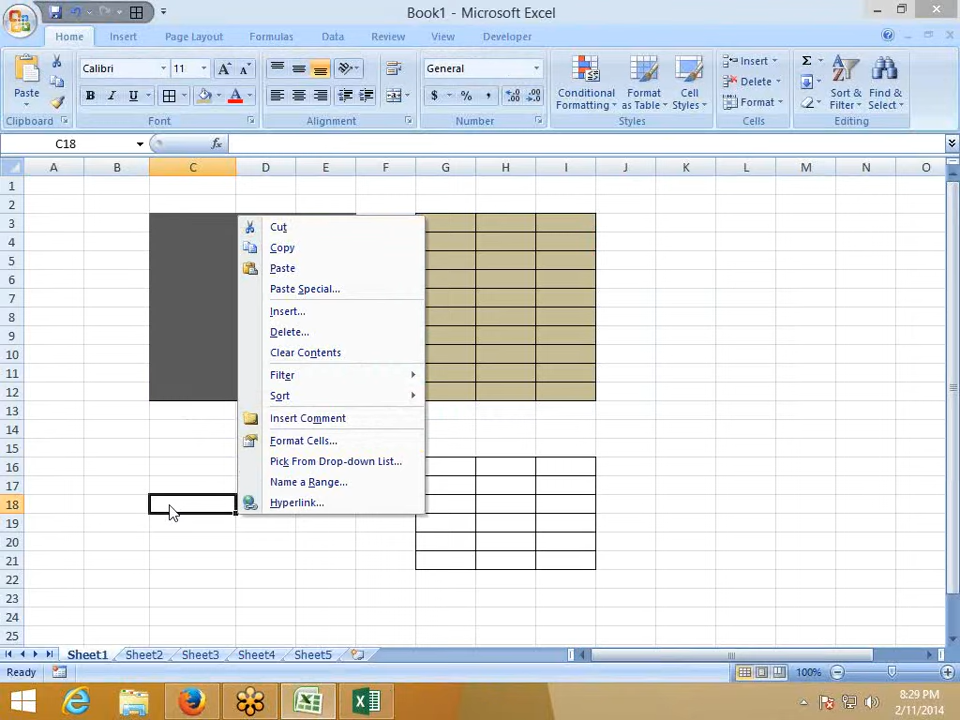 Book1 - Microsoft Excel
Home Insert Page Layout Formulas Data Review View Developer
Paste
Calibri 11
B I U
General
$ % ,
Conditional Formatting
Format as Table
Cell Styles
Insert
Delete
Format
Sort & Filter
Find & Select
Clipboard Font Alignment Number Styles Cells Editing
C18 fx
A B C D E F G H I J K L M N O
1
2
3
4
5
6
7
8
9
10
11
12
13
14
15
16
17
18
19
20
21
22
23
24
25
Cut
Copy
Paste
Paste Special...
Insert...
Delete...
Clear Contents
Filter
Sort
Insert Comment
Format Cells...
Pick From Drop-down List...
Name a Range...
Hyperlink...
Sheet1 Sheet2 Sheet3 Sheet4 Sheet5
Ready 100%
8:29 PM
2/11/2014